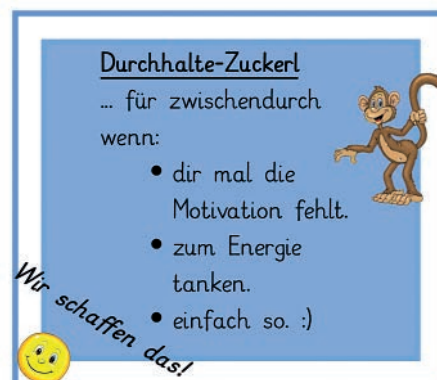 Durchhalte-Zuckerl
... für zwischendurch
wenn:
• dir mal die
Motivation fehlt.
• zum Energie
tanken.
• einfach so. :)
Wir schaffen das!